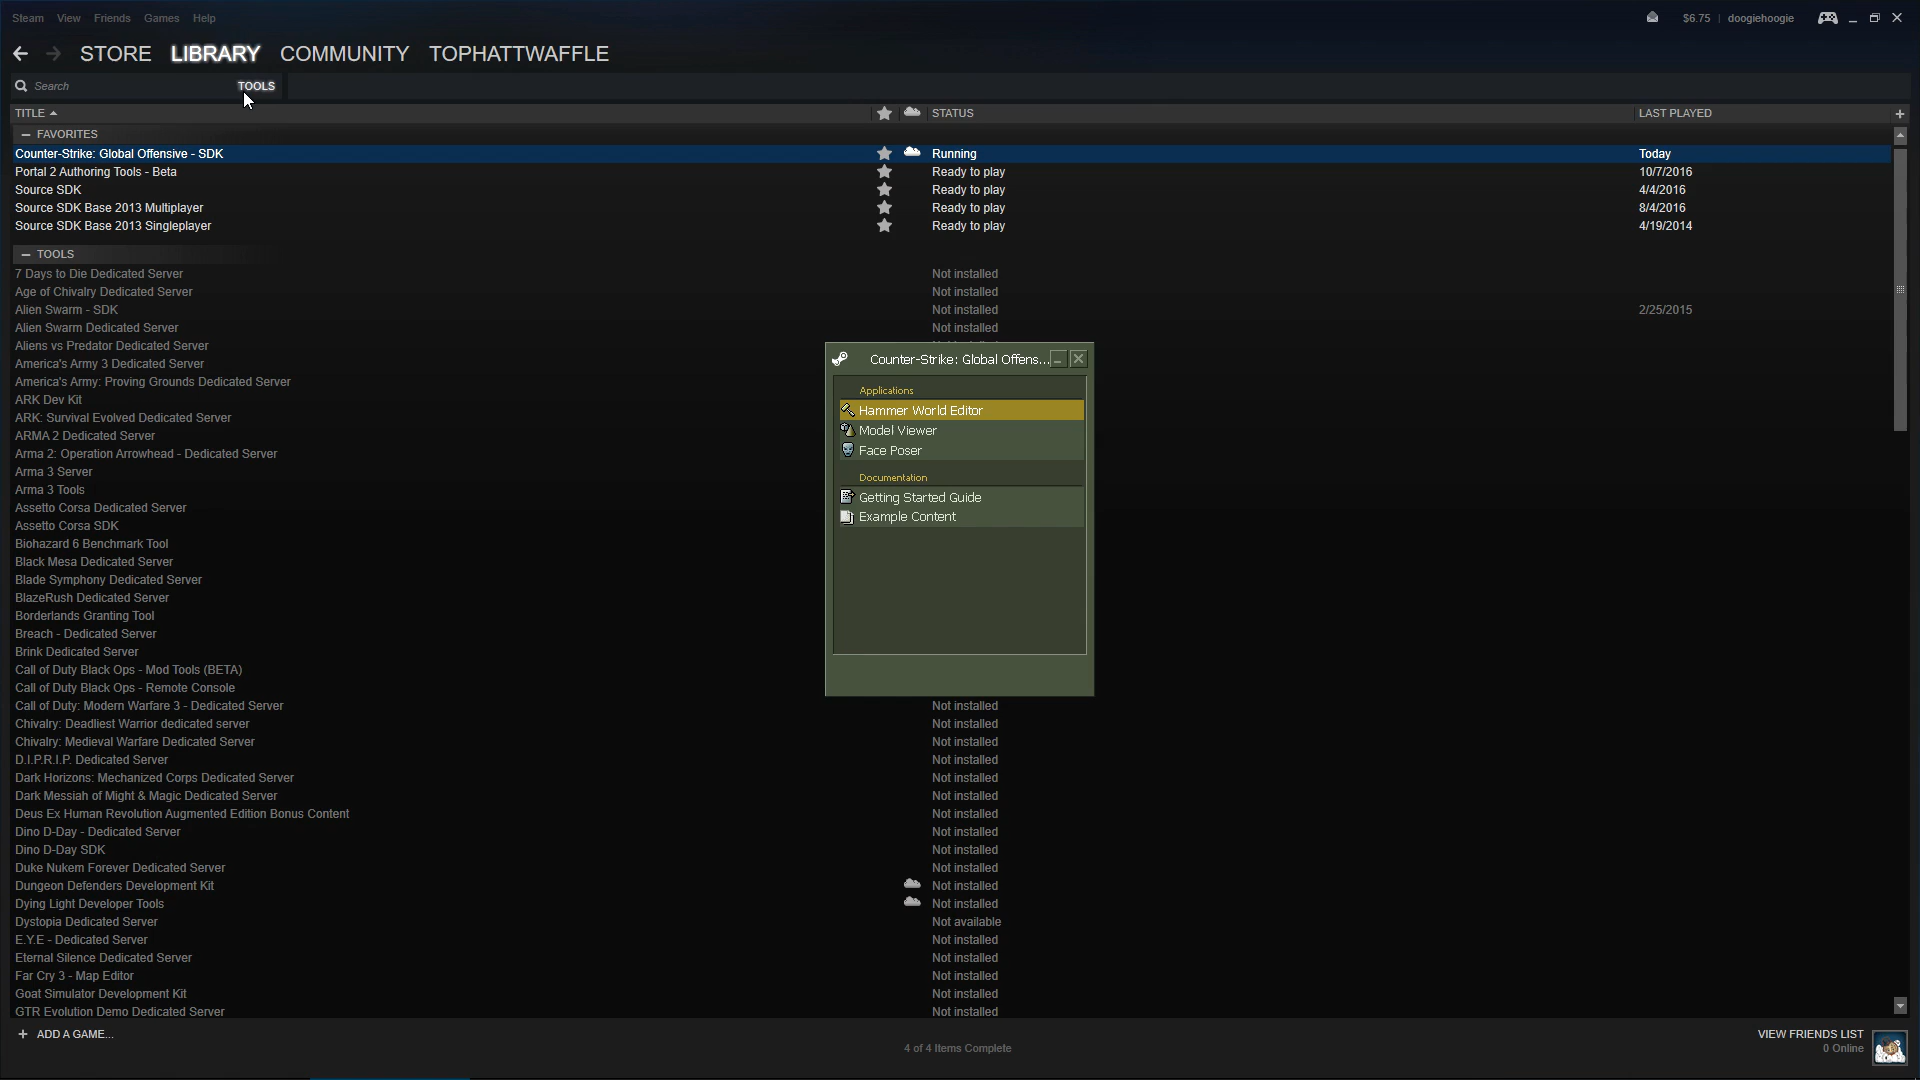 Steam View Friends Games Help
$6.75 | doogiehoogie
STORE LIBRARY COMMUNITY TOPHATTWAFFLE
Search TOOLS
TITLE STATUS LAST PLAYED +
— FAVORITES
Counter-Strike: Global Offensive - SDK Running Today
Portal 2 Authoring Tools - Beta Ready to play 10/7/2016
Source SDK Ready to play 4/4/2016
Source SDK Base 2013 Multiplayer Ready to play 8/4/2016
Source SDK Base 2013 Singleplayer Ready to play 4/19/2014
— TOOLS
7 Days to Die Dedicated Server Not installed
Age of Chivalry Dedicated Server Not installed
Alien Swarm - SDK Not installed 2/25/2015
Alien Swarm Dedicated Server Not installed
Aliens vs Predator Dedicated Server
America's Army 3 Dedicated Server
America's Army: Proving Grounds Dedicated Server
ARK Dev Kit
ARK: Survival Evolved Dedicated Server
ARMA 2 Dedicated Server
Arma 2: Operation Arrowhead - Dedicated Server
Arma 3 Server
Arma 3 Tools
Assetto Corsa Dedicated Server
Assetto Corsa SDK
Biohazard 6 Benchmark Tool
Black Mesa Dedicated Server
Blade Symphony Dedicated Server
BlazeRush Dedicated Server
Borderlands Granting Tool
Breach - Dedicated Server
Brink Dedicated Server
Call of Duty Black Ops - Mod Tools (BETA)
Call of Duty Black Ops - Remote Console
Call of Duty: Modern Warfare 3 - Dedicated Server Not installed
Chivalry: Deadliest Warrior dedicated server Not installed
Chivalry: Medieval Warfare Dedicated Server Not installed
D.I.P.R.I.P. Dedicated Server Not installed
Dark Horizons: Mechanized Corps Dedicated Server Not installed
Dark Messiah of Might & Magic Dedicated Server Not installed
Deus Ex Human Revolution Augmented Edition Bonus Content Not installed
Dino D-Day - Dedicated Server Not installed
Dino D-Day SDK Not installed
Duke Nukem Forever Dedicated Server Not installed
Dungeon Defenders Development Kit Not installed
Dying Light Developer Tools Not installed
Dystopia Dedicated Server Not available
E.Y.E - Dedicated Server Not installed
Eternal Silence Dedicated Server Not installed
Far Cry 3 - Map Editor Not installed
Goat Simulator Development Kit Not installed
GTR Evolution Demo Dedicated Server Not installed
Counter-Strike: Global Offens...
Applications
Hammer World Editor
Model Viewer
Face Poser
Documentation
Getting Started Guide
Example Content
+ ADD A GAME...
4 of 4 Items Complete
VIEW FRIENDS LIST
0 Online